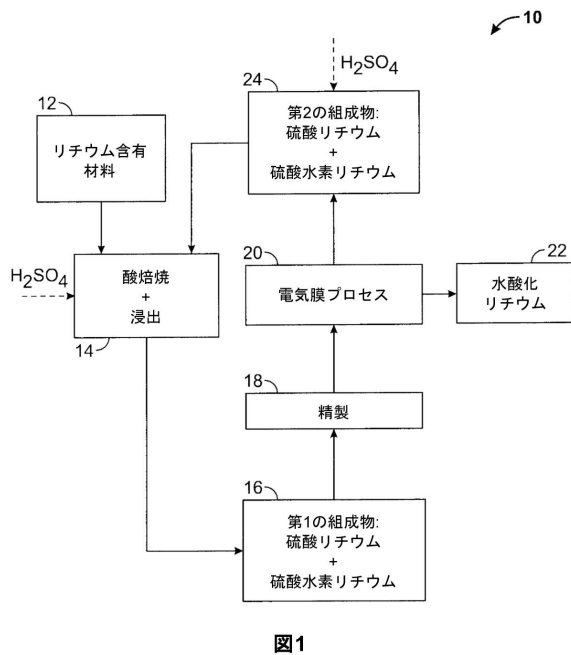 10
H2SO4
24
第2の組成物:
硫酸リチウム
+
硫酸水素リチウム
12
リチウム含有
材料
20
電気膜プロセス
22
水酸化
リチウム
H2SO4
酸焙焼
+
浸出
14
18
精製
16
第1の組成物:
硫酸リチウム
+
硫酸水素リチウム
図1